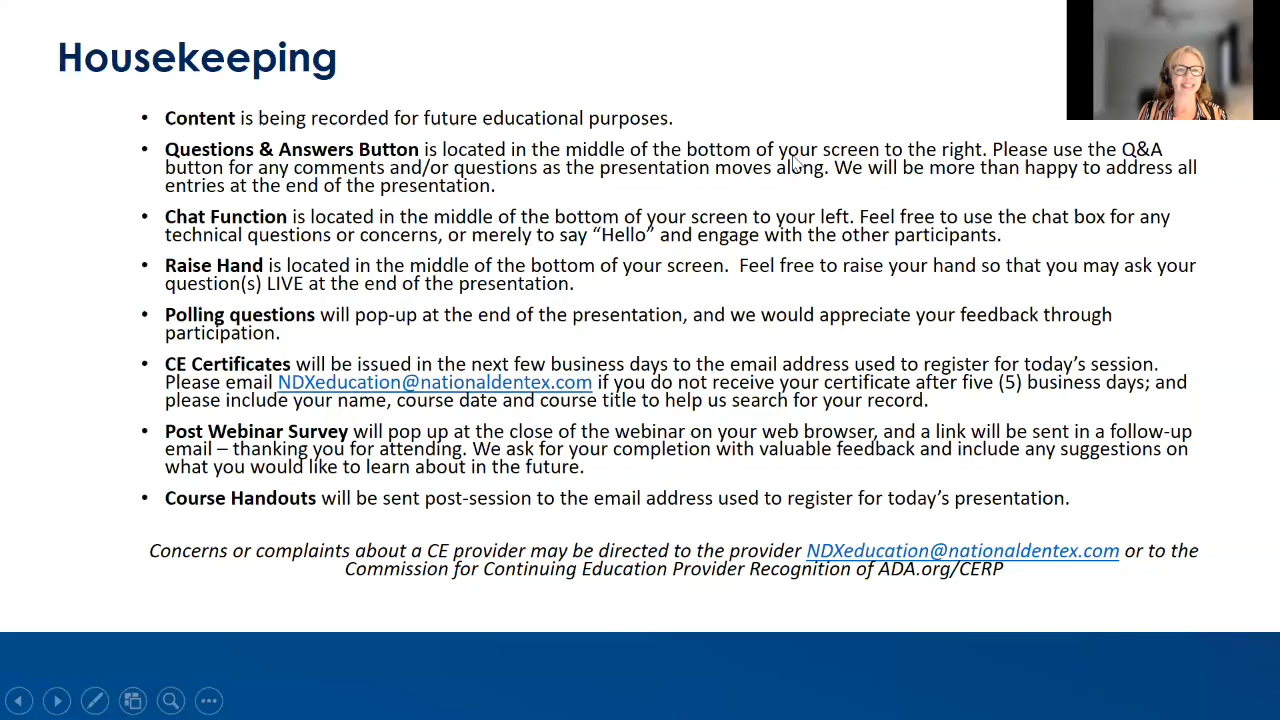 Housekeeping
• Content is being recorded for future educational purposes.
• Questions & Answers Button is located in the middle of the bottom of your screen to the right. Please use the Q&A
button for any comments and/or questions as the presentation moves along. We will be more than happy to address all
entries at the end of the presentation.
• Chat Function is located in the middle of the bottom of your screen to your left. Feel free to use the chat box for any
technical questions or concerns, or merely to say “Hello” and engage with the other participants.
• Raise Hand is located in the middle of the bottom of your screen.  Feel free to raise your hand so that you may ask your
question(s) LIVE at the end of the presentation.
• Polling questions will pop-up at the end of the presentation, and we would appreciate your feedback through
participation.
• CE Certificates will be issued in the next few business days to the email address used to register for today’s session.
Please email NDXeducation@nationaldentex.com if you do not receive your certificate after five (5) business days; and
please include your name, course date and course title to help us search for your record.
• Post Webinar Survey will pop up at the close of the webinar on your web browser, and a link will be sent in a follow-up
email – thanking you for attending. We ask for your completion with valuable feedback and include any suggestions on
what you would like to learn about in the future.
• Course Handouts will be sent post-session to the email address used to register for today’s presentation.
Concerns or complaints about a CE provider may be directed to the provider NDXeducation@nationaldentex.com or to the
Commission for Continuing Education Provider Recognition of ADA.org/CERP